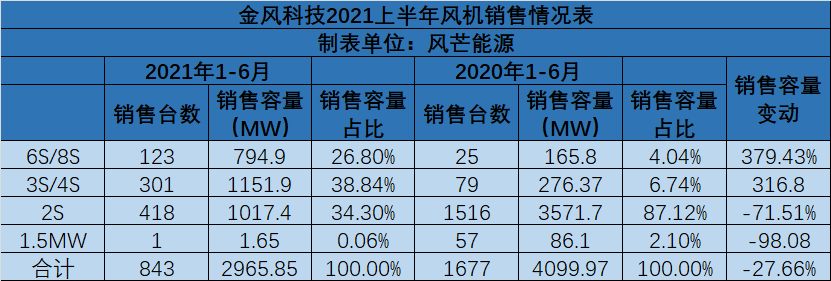 金风科技2021上半年风机销售情况表
制表单位：风芒能源
2021年1-6月 2020年1-6月 销售容量变动
销售台数 销售容量（MW） 销售容量占比 销售台数 销售容量（MW） 销售容量占比
6S/8S 123 794.9 26.80% 25 165.8 4.04% 379.43%
3S/4S 301 1151.9 38.84% 79 276.37 6.74% 316.8
2S 418 1017.4 34.30% 1516 3571.7 87.12% -71.51%
1.5MW 1 1.65 0.06% 57 86.1 2.10% -98.08
合计 843 2965.85 100.00% 1677 4099.97 100.00% -27.66%